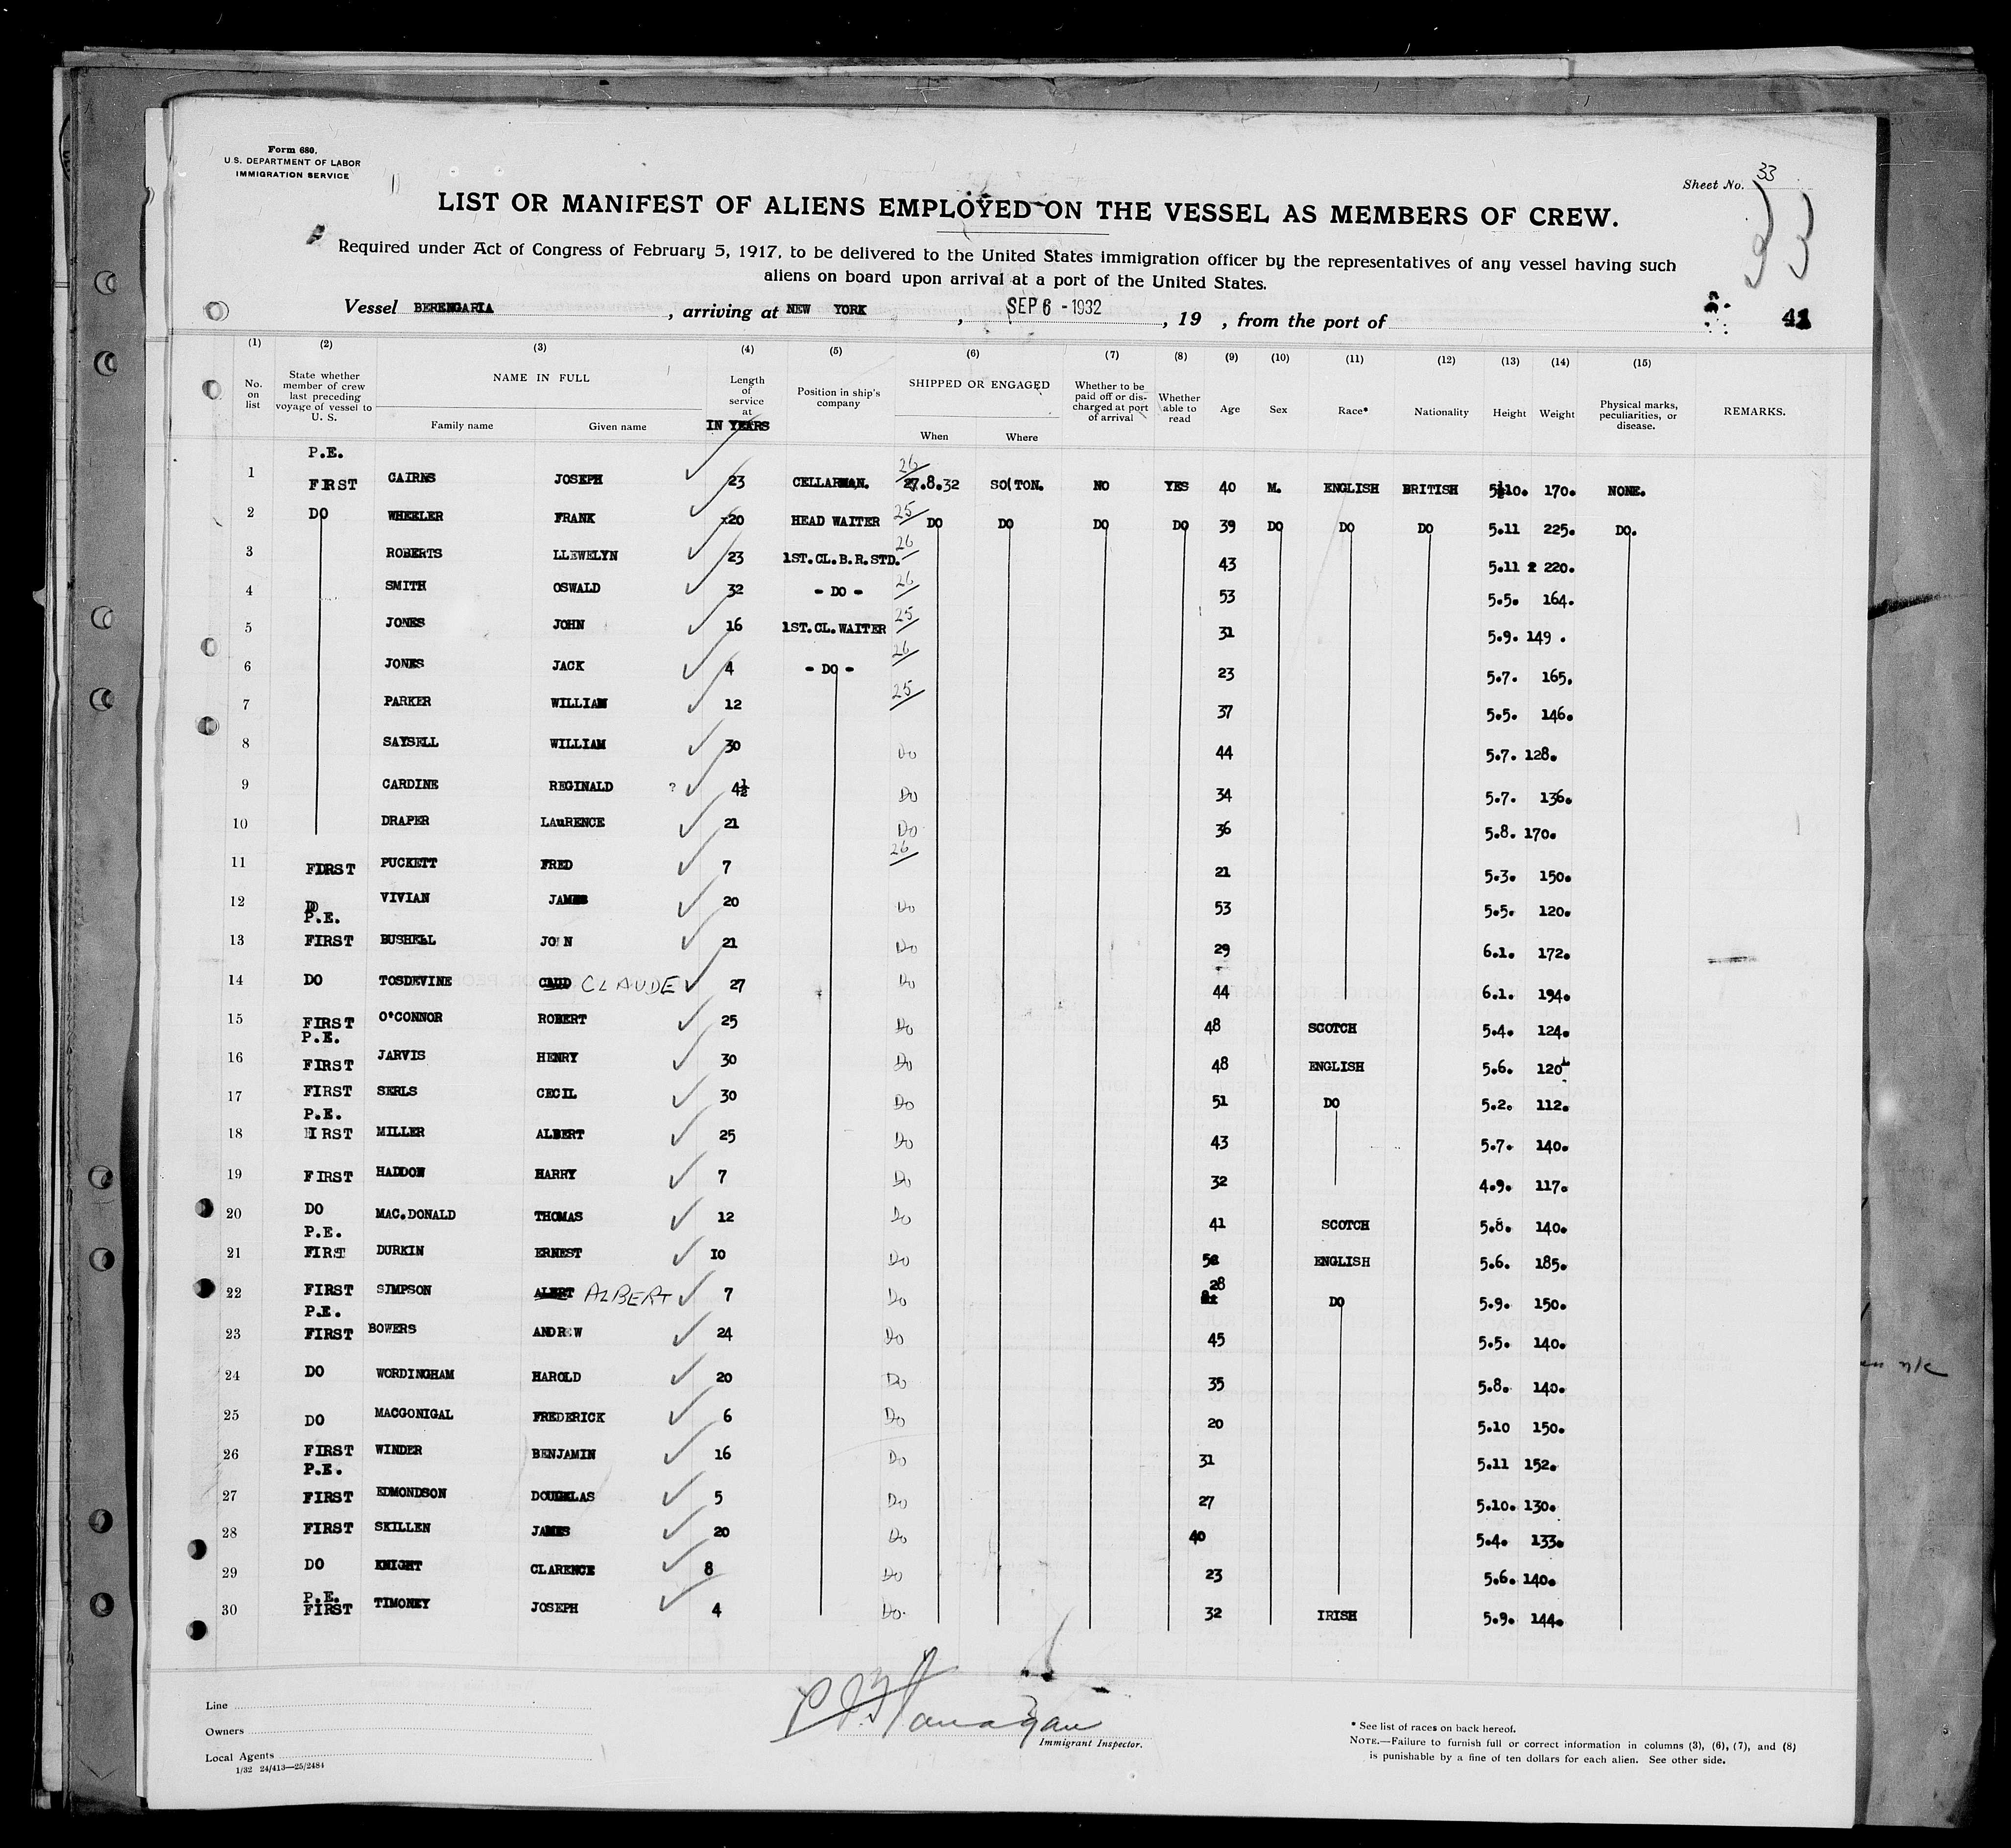 Form 680.
U.S. DEPARTMENT OF LABOR
IMMIGRATION SERVICE
Sheet No. 33
33
LIST OR MANIFEST OF ALIENS EMPLOYED ON THE VESSEL AS MEMBERS OF CREW.
Required under Act of Congress of February 5, 1917, to be delivered to the United States immigration officer by the representatives of any vessel having such
aliens on board upon arrival at a port of the United States.
Vessel BERENGARIA , arriving at NEW YORK , SEP 6 - 1932 , 19 , from the port of
(1) (2) (3) (4) (5) (6) (7) (8) (9) (10) (11) (12) (13) (14) (15)
No. on list State whether member of crew last preceding voyage of vessel to U. S. NAME IN FULL Family name Given name Length of service at IN YEARS Position in ship's company SHIPPED OR ENGAGED When Where Whether to be paid off or discharged at port of arrival Whether able to read Age Sex Race* Nationality Height Weight Physical marks, peculiarities, or disease. REMARKS.
P.E.
1 FIRST CAIRNS JOSEPH 23 CELLARMAN. 26 27.8.32 SO(TON. NO YES 40 M. ENGLISH BRITISH 5½10. 170. NONE.
2 DO WHEELER FRANK x20 HEAD WAITER 25 DO DO DO DO 39 DO DO DO 5.11 225. DO.
3 ROBERTS LLEWELYN 23 1ST.CL.B.R.STD. 26 43 5.11 220.
4 SMITH OSWALD 32 - DO - 26 53 5.5. 164.
5 JONES JOHN 16 1ST.CL.WAITER 25 31 5.9. 149 .
6 JONES JACK 4 - DO - 26 23 5.7. 165.
7 PARKER WILLIAM 12 25 37 5.5. 146.
8 SAYSELL WILLIAM 30 Do 44 5.7. 128.
9 CARDINE REGINALD ? 4½ Do 34 5.7. 136.
10 DRAPER LAuRENCE 21 Do 36 5.8. 170.
11 FIRST PUCKETT FRED 7 26 21 5.3. 150.
12 DO VIVIAN JAMES 20 Do 53 5.5. 120.
P.E.
13 FIRST BUSHELL JO N 21 Do 29 6.1. 172.
14 DO TOSDEVINE CLAUDE 27 Do 44 6.1. 194.
15 FIRST O'CONNOR ROBERT 25 Do 48 SCOTCH 5.4. 124.
P.E.
16 FIRST JARVIS HENRY 30 Do 48 ENGLISH 5.6. 120
17 FIRST SERLS CECIL 30 Do 51 DO 5.2. 112.
P.E.
18 FIRST MILLER ALBERT 25 Do 43 5.7. 140.
19 FIRST HADDON HARRY 7 Do 32 4.9. 117.
20 DO MAC.DONALD THOMAS 12 Do 41 SCOTCH 5.8. 140.
P.E.
21 FIRST DURKIN ERNEST IO Do ENGLISH 5.6. 185.
22 FIRST SIMPSON ALERT ALBERT 7 Do 28 DO 5.9. 150.
P.E.
23 FIRST BOWERS ANDREW 24 Do 45 5.5. 140.
24 DO WORDINGHAM HAROLD 20 Do 35 5.8. 140.
25 DO MACGONIGAL FREDERICK 6 Do 20 5.10 150.
26 FIRST WINDER BENJAMIN 16 Do 31 5.11 152.
P.E.
27 FIRST EDMONDSON DOUGLAS 5 Do 27 5.10. 130.
28 FIRST SKILLEN JAMES 20 Do 40 5.4. 133.
29 DO KNIGHT CLARENCE 8 Do 23 5.6. 140.
P.E.
30 FIRST TIMONEY JOSEPH 4 Do. 32 IRISH 5.9. 144.
Line
Owners
Local Agents
1/32 24/413—25/2484
Immigrant Inspector.
* See list of races on back hereof.
NOTE.—Failure to furnish full or correct information in columns (3), (6), (7), and (8)
is punishable by a fine of ten dollars for each alien. See other side.